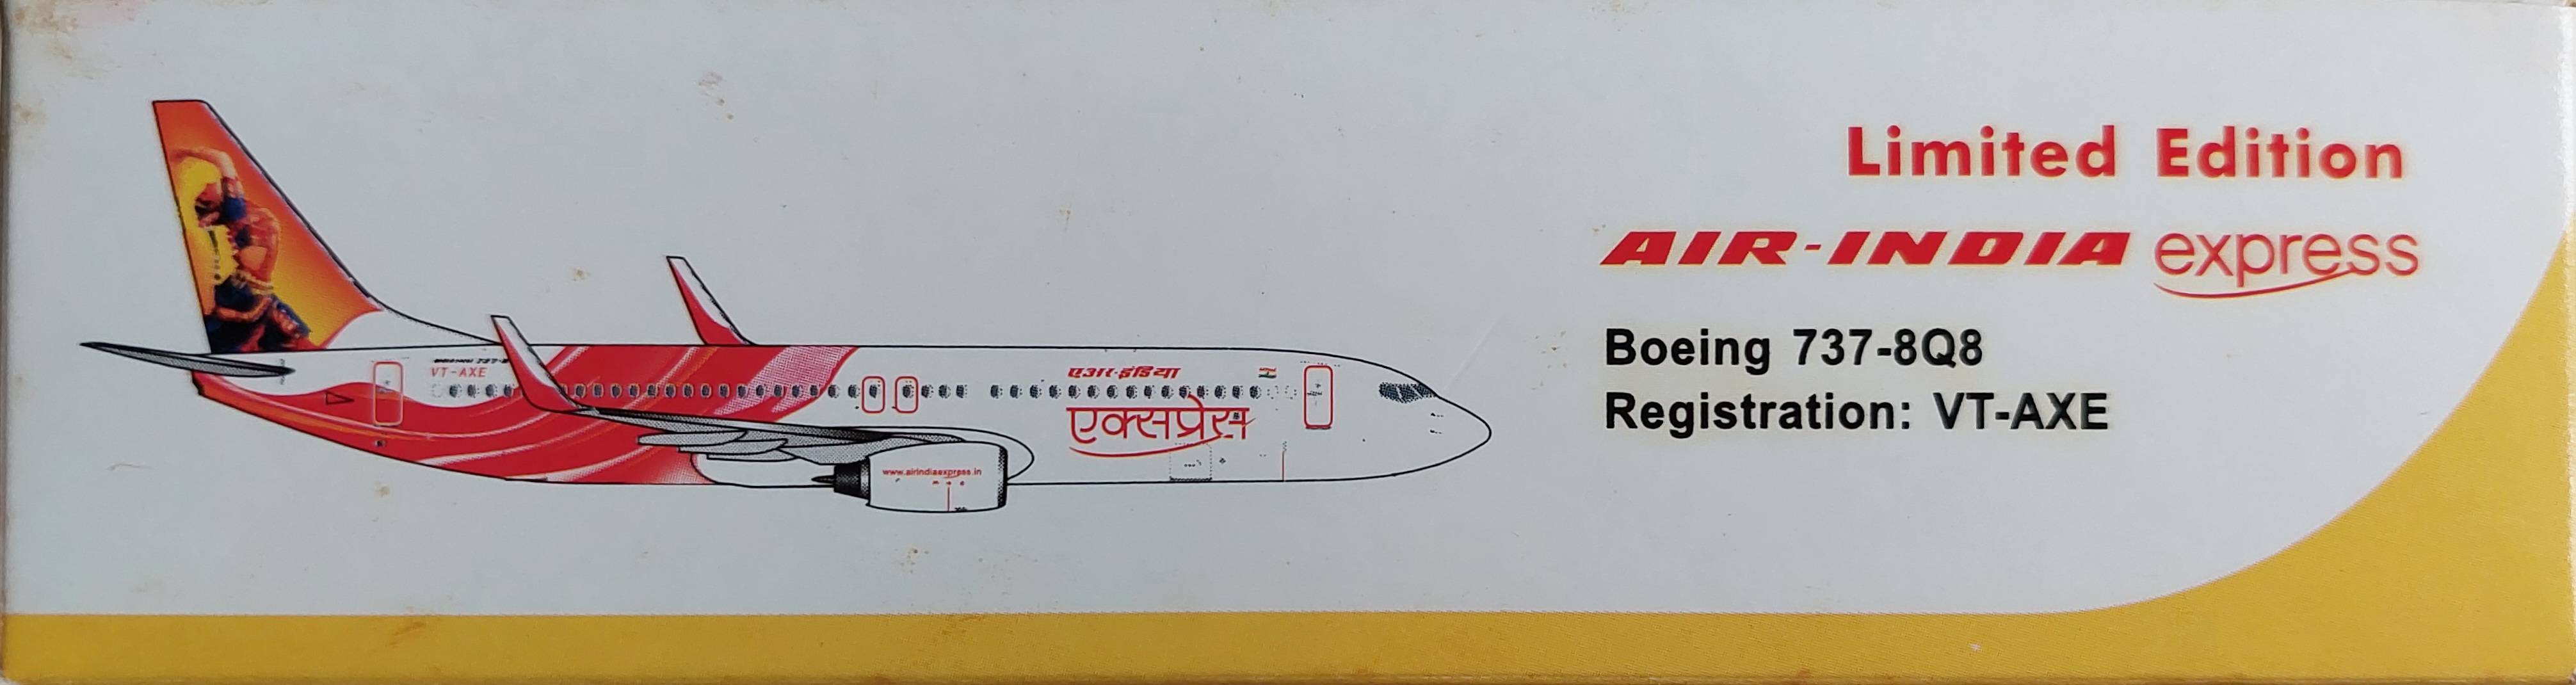 Limited Edition
AIR-INDIA express
Boeing 737-8Q8
Registration: VT-AXE
VT-AXE
एअर-इंडिया
एक्सप्रेस
www.airindiaexpress.in